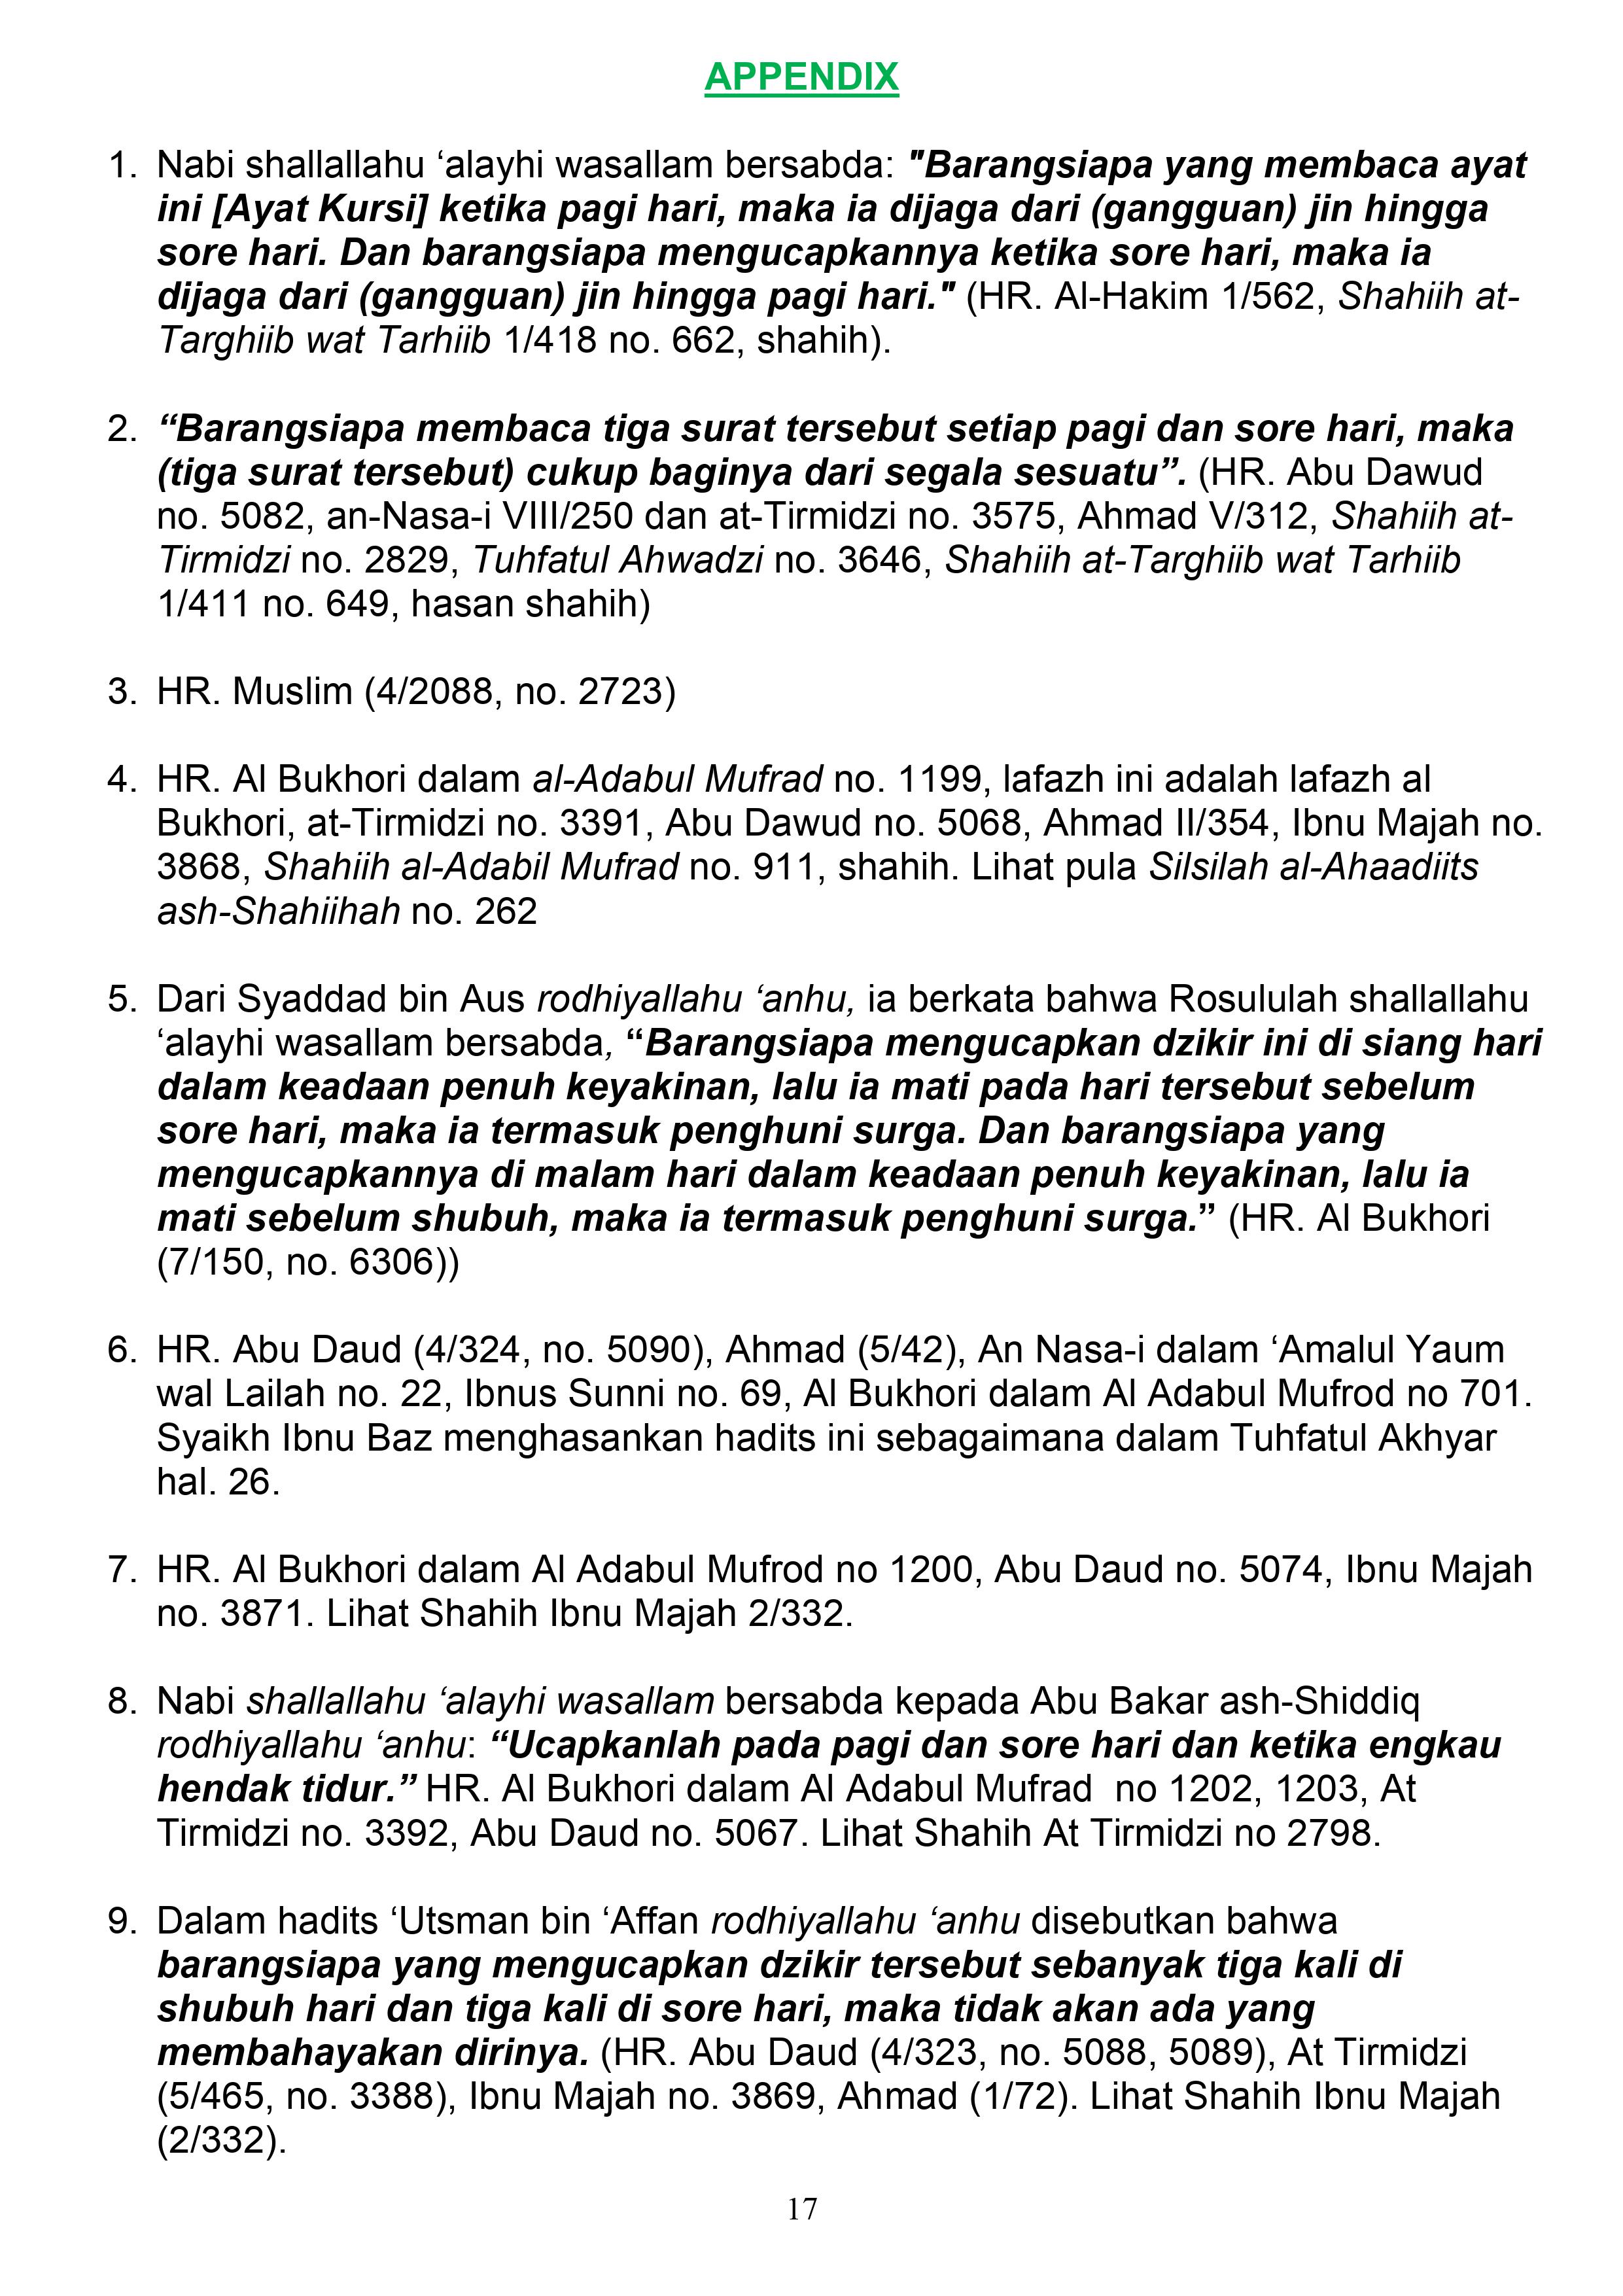 APPENDIX
1. Nabi shallallahu ‘alayhi wasallam bersabda: "Barangsiapa yang membaca ayat
ini [Ayat Kursi] ketika pagi hari, maka ia dijaga dari (gangguan) jin hingga
sore hari. Dan barangsiapa mengucapkannya ketika sore hari, maka ia
dijaga dari (gangguan) jin hingga pagi hari." (HR. Al-Hakim 1/562, Shahiih at-
Targhiib wat Tarhiib 1/418 no. 662, shahih).
2. “Barangsiapa membaca tiga surat tersebut setiap pagi dan sore hari, maka
(tiga surat tersebut) cukup baginya dari segala sesuatu”. (HR. Abu Dawud
no. 5082, an-Nasa-i VIII/250 dan at-Tirmidzi no. 3575, Ahmad V/312, Shahiih at-
Tirmidzi no. 2829, Tuhfatul Ahwadzi no. 3646, Shahiih at-Targhiib wat Tarhiib
1/411 no. 649, hasan shahih)
3. HR. Muslim (4/2088, no. 2723)
4. HR. Al Bukhori dalam al-Adabul Mufrad no. 1199, lafazh ini adalah lafazh al
Bukhori, at-Tirmidzi no. 3391, Abu Dawud no. 5068, Ahmad II/354, Ibnu Majah no.
3868, Shahiih al-Adabil Mufrad no. 911, shahih. Lihat pula Silsilah al-Ahaadiits
ash-Shahiihah no. 262
5. Dari Syaddad bin Aus rodhiyallahu ‘anhu, ia berkata bahwa Rosululah shallallahu
‘alayhi wasallam bersabda, “Barangsiapa mengucapkan dzikir ini di siang hari
dalam keadaan penuh keyakinan, lalu ia mati pada hari tersebut sebelum
sore hari, maka ia termasuk penghuni surga. Dan barangsiapa yang
mengucapkannya di malam hari dalam keadaan penuh keyakinan, lalu ia
mati sebelum shubuh, maka ia termasuk penghuni surga.” (HR. Al Bukhori
(7/150, no. 6306))
6. HR. Abu Daud (4/324, no. 5090), Ahmad (5/42), An Nasa-i dalam ‘Amalul Yaum
wal Lailah no. 22, Ibnus Sunni no. 69, Al Bukhori dalam Al Adabul Mufrod no 701.
Syaikh Ibnu Baz menghasankan hadits ini sebagaimana dalam Tuhfatul Akhyar
hal. 26.
7. HR. Al Bukhori dalam Al Adabul Mufrod no 1200, Abu Daud no. 5074, Ibnu Majah
no. 3871. Lihat Shahih Ibnu Majah 2/332.
8. Nabi shallallahu ‘alayhi wasallam bersabda kepada Abu Bakar ash-Shiddiq
rodhiyallahu ‘anhu: “Ucapkanlah pada pagi dan sore hari dan ketika engkau
hendak tidur.” HR. Al Bukhori dalam Al Adabul Mufrad no 1202, 1203, At
Tirmidzi no. 3392, Abu Daud no. 5067. Lihat Shahih At Tirmidzi no 2798.
9. Dalam hadits ‘Utsman bin ‘Affan rodhiyallahu ‘anhu disebutkan bahwa
barangsiapa yang mengucapkan dzikir tersebut sebanyak tiga kali di
shubuh hari dan tiga kali di sore hari, maka tidak akan ada yang
membahayakan dirinya. (HR. Abu Daud (4/323, no. 5088, 5089), At Tirmidzi
(5/465, no. 3388), Ibnu Majah no. 3869, Ahmad (1/72). Lihat Shahih Ibnu Majah
(2/332).
17